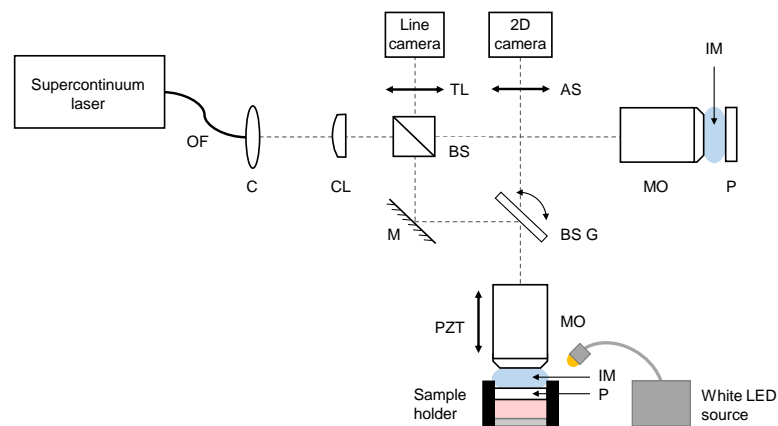 Line
camera
2D
camera
IM
Supercontinuum
laser
TL
AS
OF
BS
C
CL
MO
P
M
BS G
PZT
MO
IM
P
Sample
holder
White LED
source